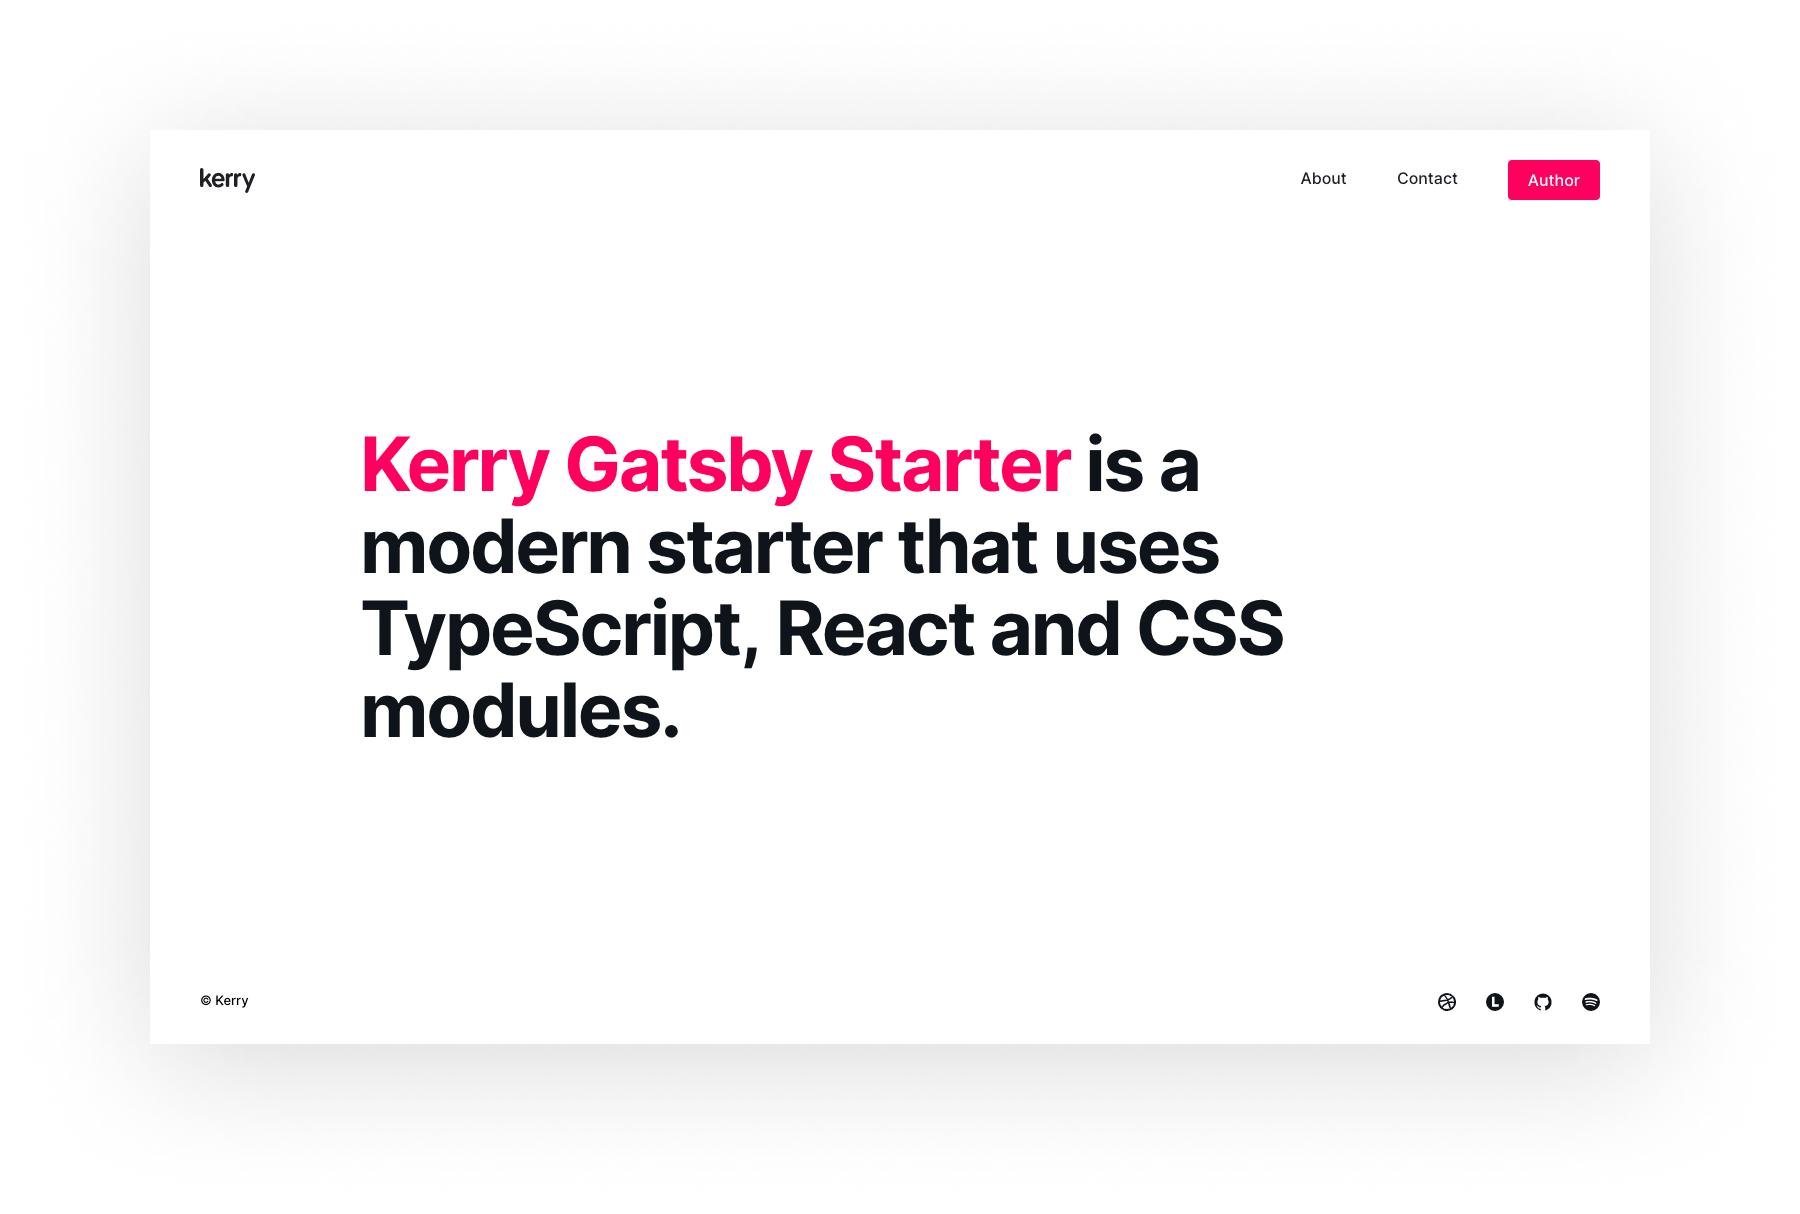 kerry
About
Contact
Author
Kerry Gatsby Starter is a
modern starter that uses
TypeScript, React and CSS
modules.
© Kerry